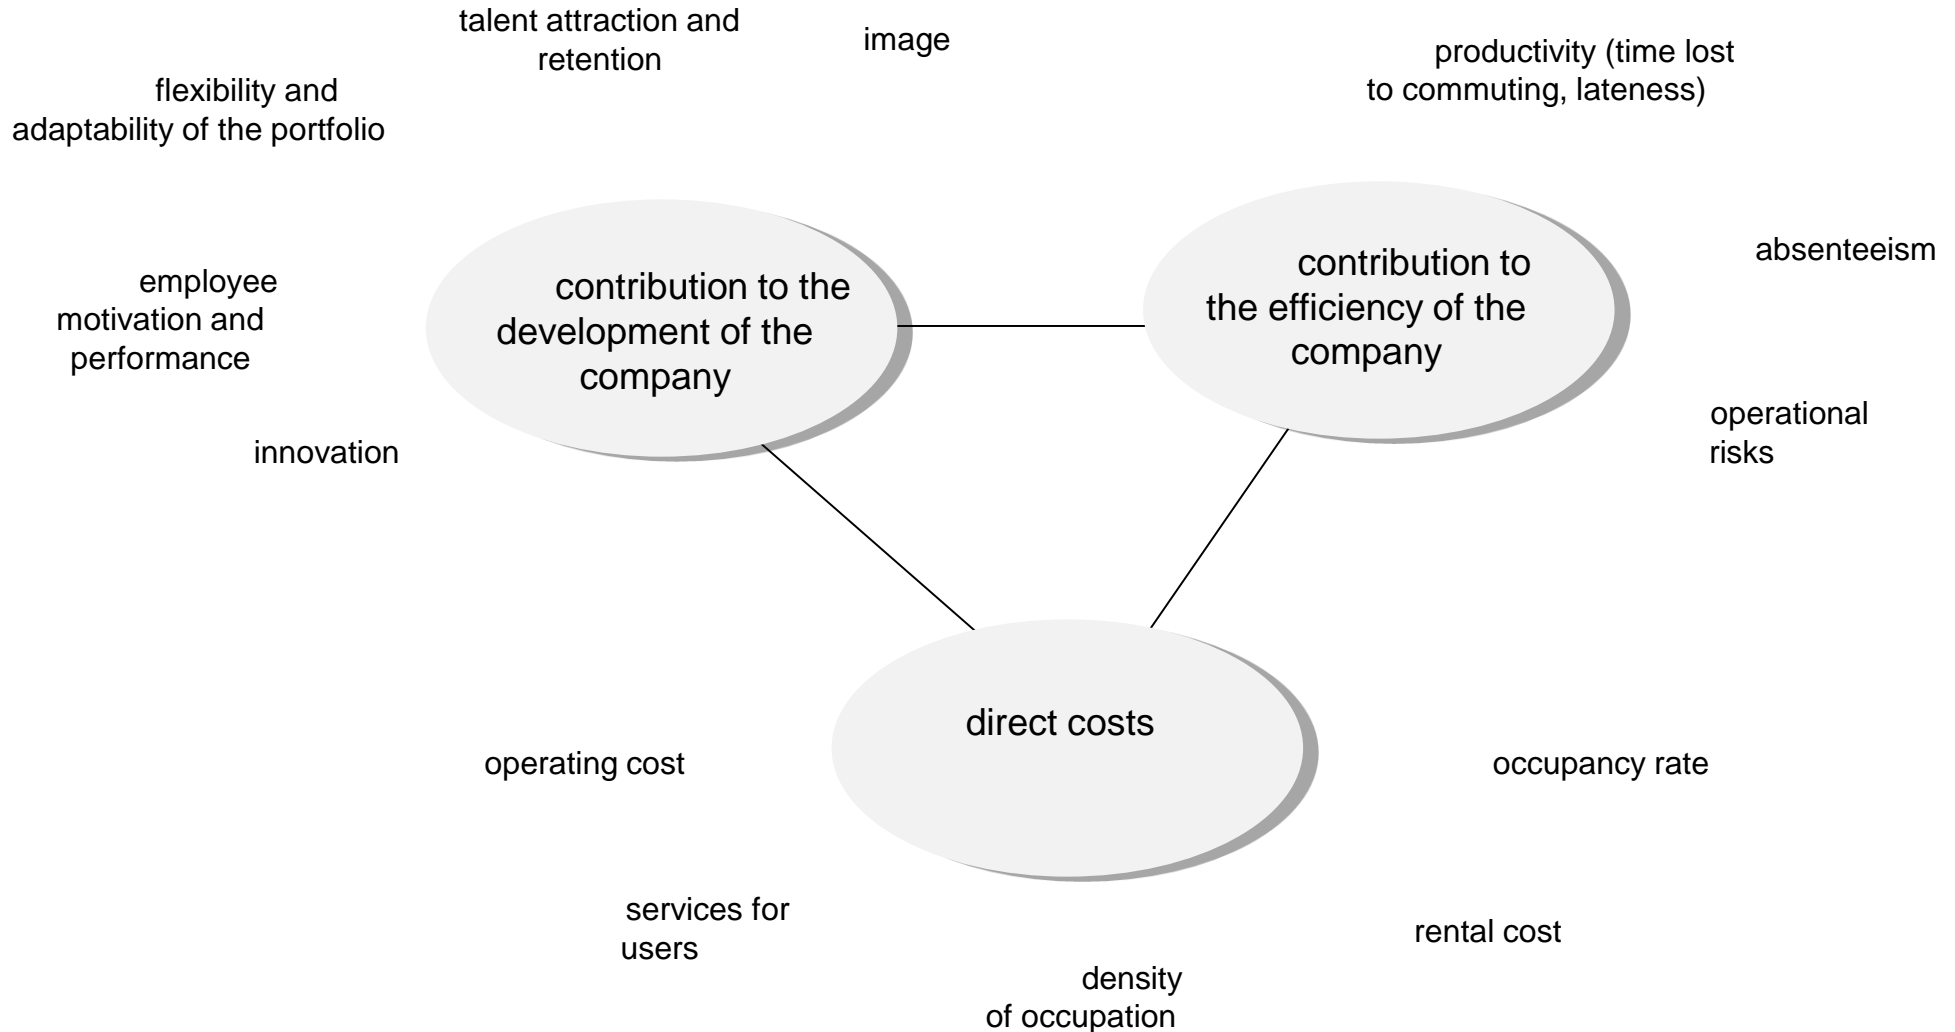 talent attraction and
retention
image
productivity (time lost
to commuting, lateness)
flexibility and
adaptability of the portfolio
contribution to the
development of the
company
contribution to
the efficiency of the
company
absenteeism
employee
motivation and
performance
operational
risks
innovation
direct costs
operating cost
occupancy rate
services for
users
rental cost
density
of occupation